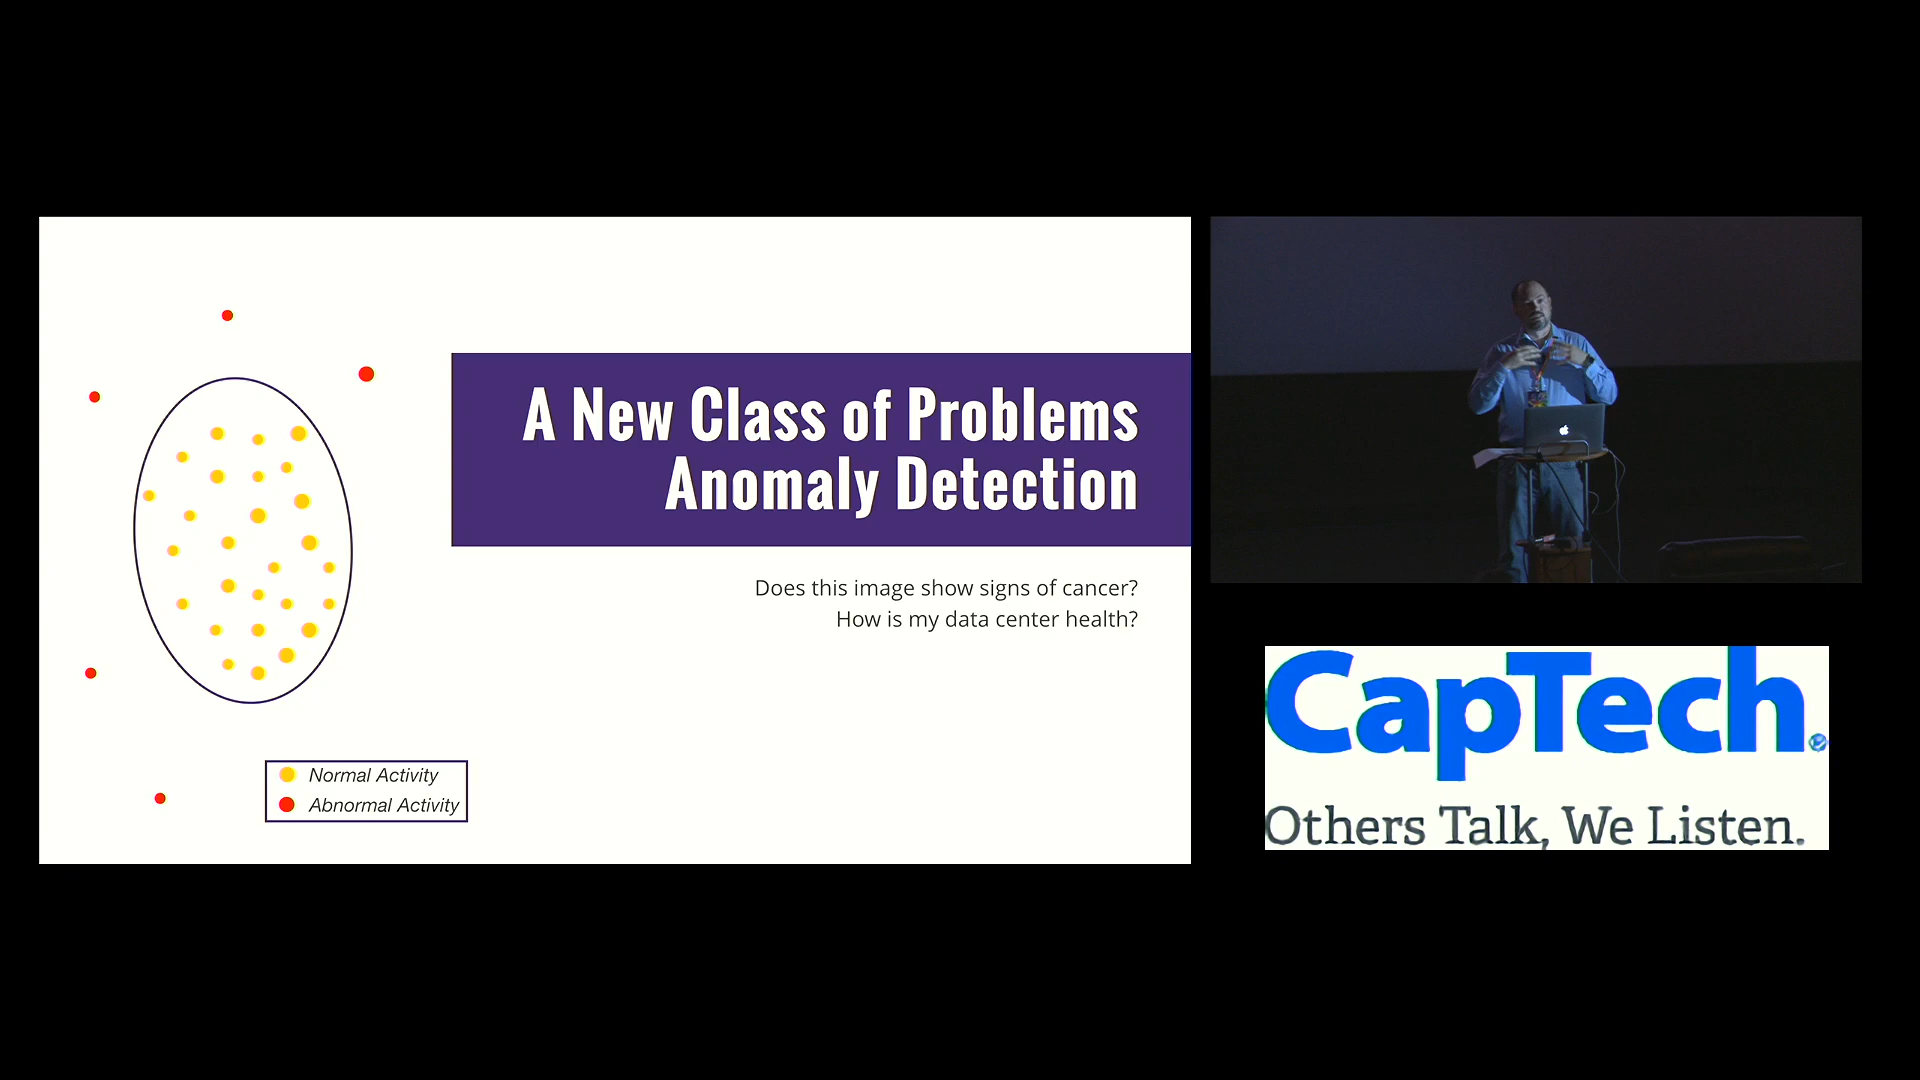 A New Class of Problems
Anomaly Detection
Does this image show signs of cancer?
How is my data center health?
Normal Activity
Abnormal Activity
CapTech.
Others Talk, We Listen.